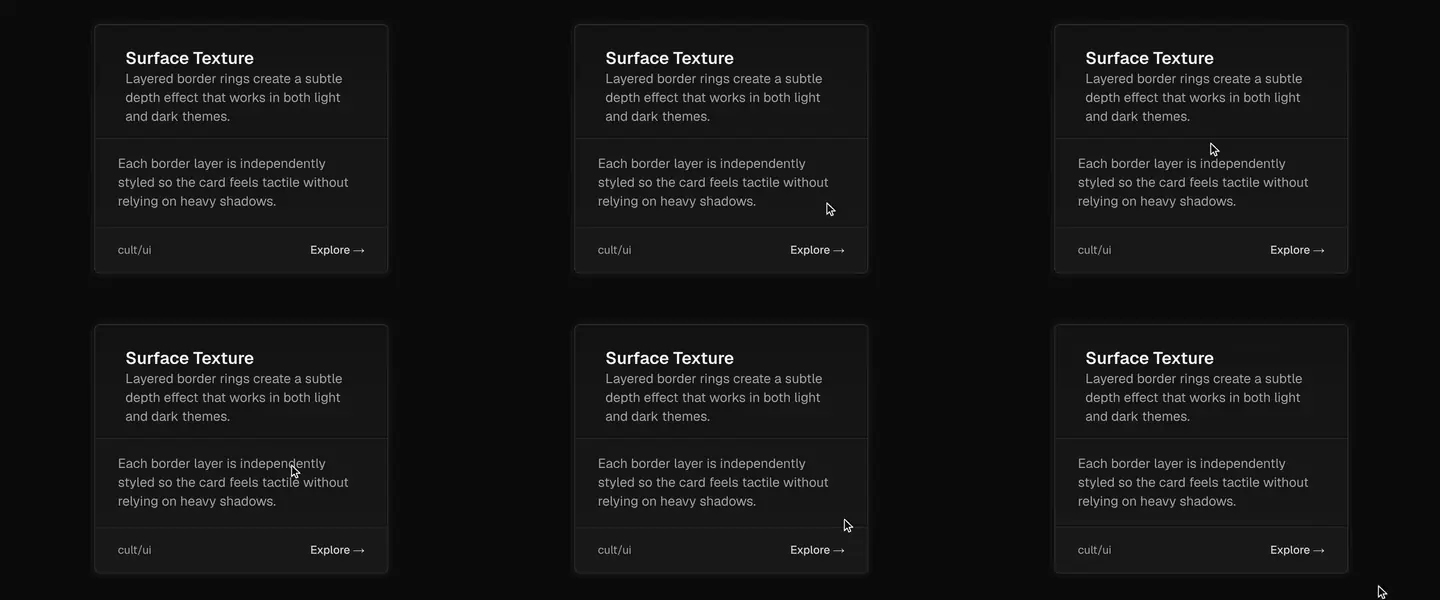 Surface Texture
Layered border rings create a subtle
depth effect that works in both light
and dark themes.
Each border layer is independently
styled so the card feels tactile without
relying on heavy shadows.
cult/ui
Explore →
Surface Texture
Layered border rings create a subtle
depth effect that works in both light
and dark themes.
Each border layer is independently
styled so the card feels tactile without
relying on heavy shadows.
cult/ui
Explore →
Surface Texture
Layered border rings create a subtle
depth effect that works in both light
and dark themes.
Each border layer is independently
styled so the card feels tactile without
relying on heavy shadows.
cult/ui
Explore →
Surface Texture
Layered border rings create a subtle
depth effect that works in both light
and dark themes.
Each border layer is independently
styled so the card feels tactile without
relying on heavy shadows.
cult/ui
Explore →
Surface Texture
Layered border rings create a subtle
depth effect that works in both light
and dark themes.
Each border layer is independently
styled so the card feels tactile without
relying on heavy shadows.
cult/ui
Explore →
Surface Texture
Layered border rings create a subtle
depth effect that works in both light
and dark themes.
Each border layer is independently
styled so the card feels tactile without
relying on heavy shadows.
cult/ui
Explore →